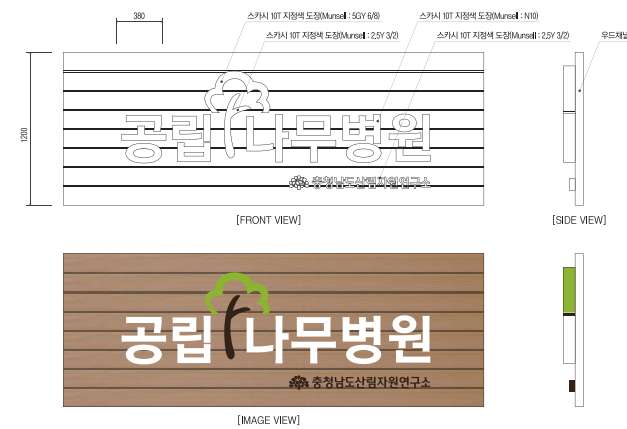 380
스카시 10T 지정색 도장(Munsell : 5GY 6/8)
스카시 10T 지정색 도장(Munsell : N10)
스카시 10T 지정색 도장(Munsell : 2.5Y 3/2)
스카시 10T 지정색 도장(Munsell : 2.5Y 3/2)
우드채널
1200
공립 나무병원
충청남도산림자원연구소
[FRONT VIEW]
[SIDE VIEW]
공립 나무병원
충청남도산림자원연구소
[IMAGE VIEW]